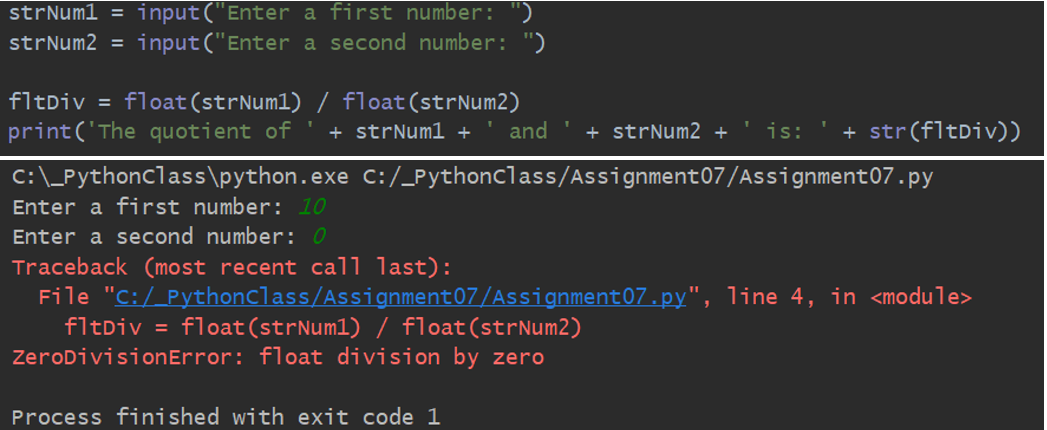 strNum1 = input("Enter a first number: ")
strNum2 = input("Enter a second number: ")
fltDiv = float(strNum1) / float(strNum2)
print('The quotient of ' + strNum1 + ' and ' + strNum2 + ' is: ' + str(fltDiv))
C:\_PythonClass\python.exe C:/_PythonClass/Assignment07/Assignment07.py
Enter a first number: 10
Enter a second number: 0
Traceback (most recent call last):
  File "C:/_PythonClass/Assignment07/Assignment07.py", line 4, in <module>
    fltDiv = float(strNum1) / float(strNum2)
ZeroDivisionError: float division by zero
Process finished with exit code 1